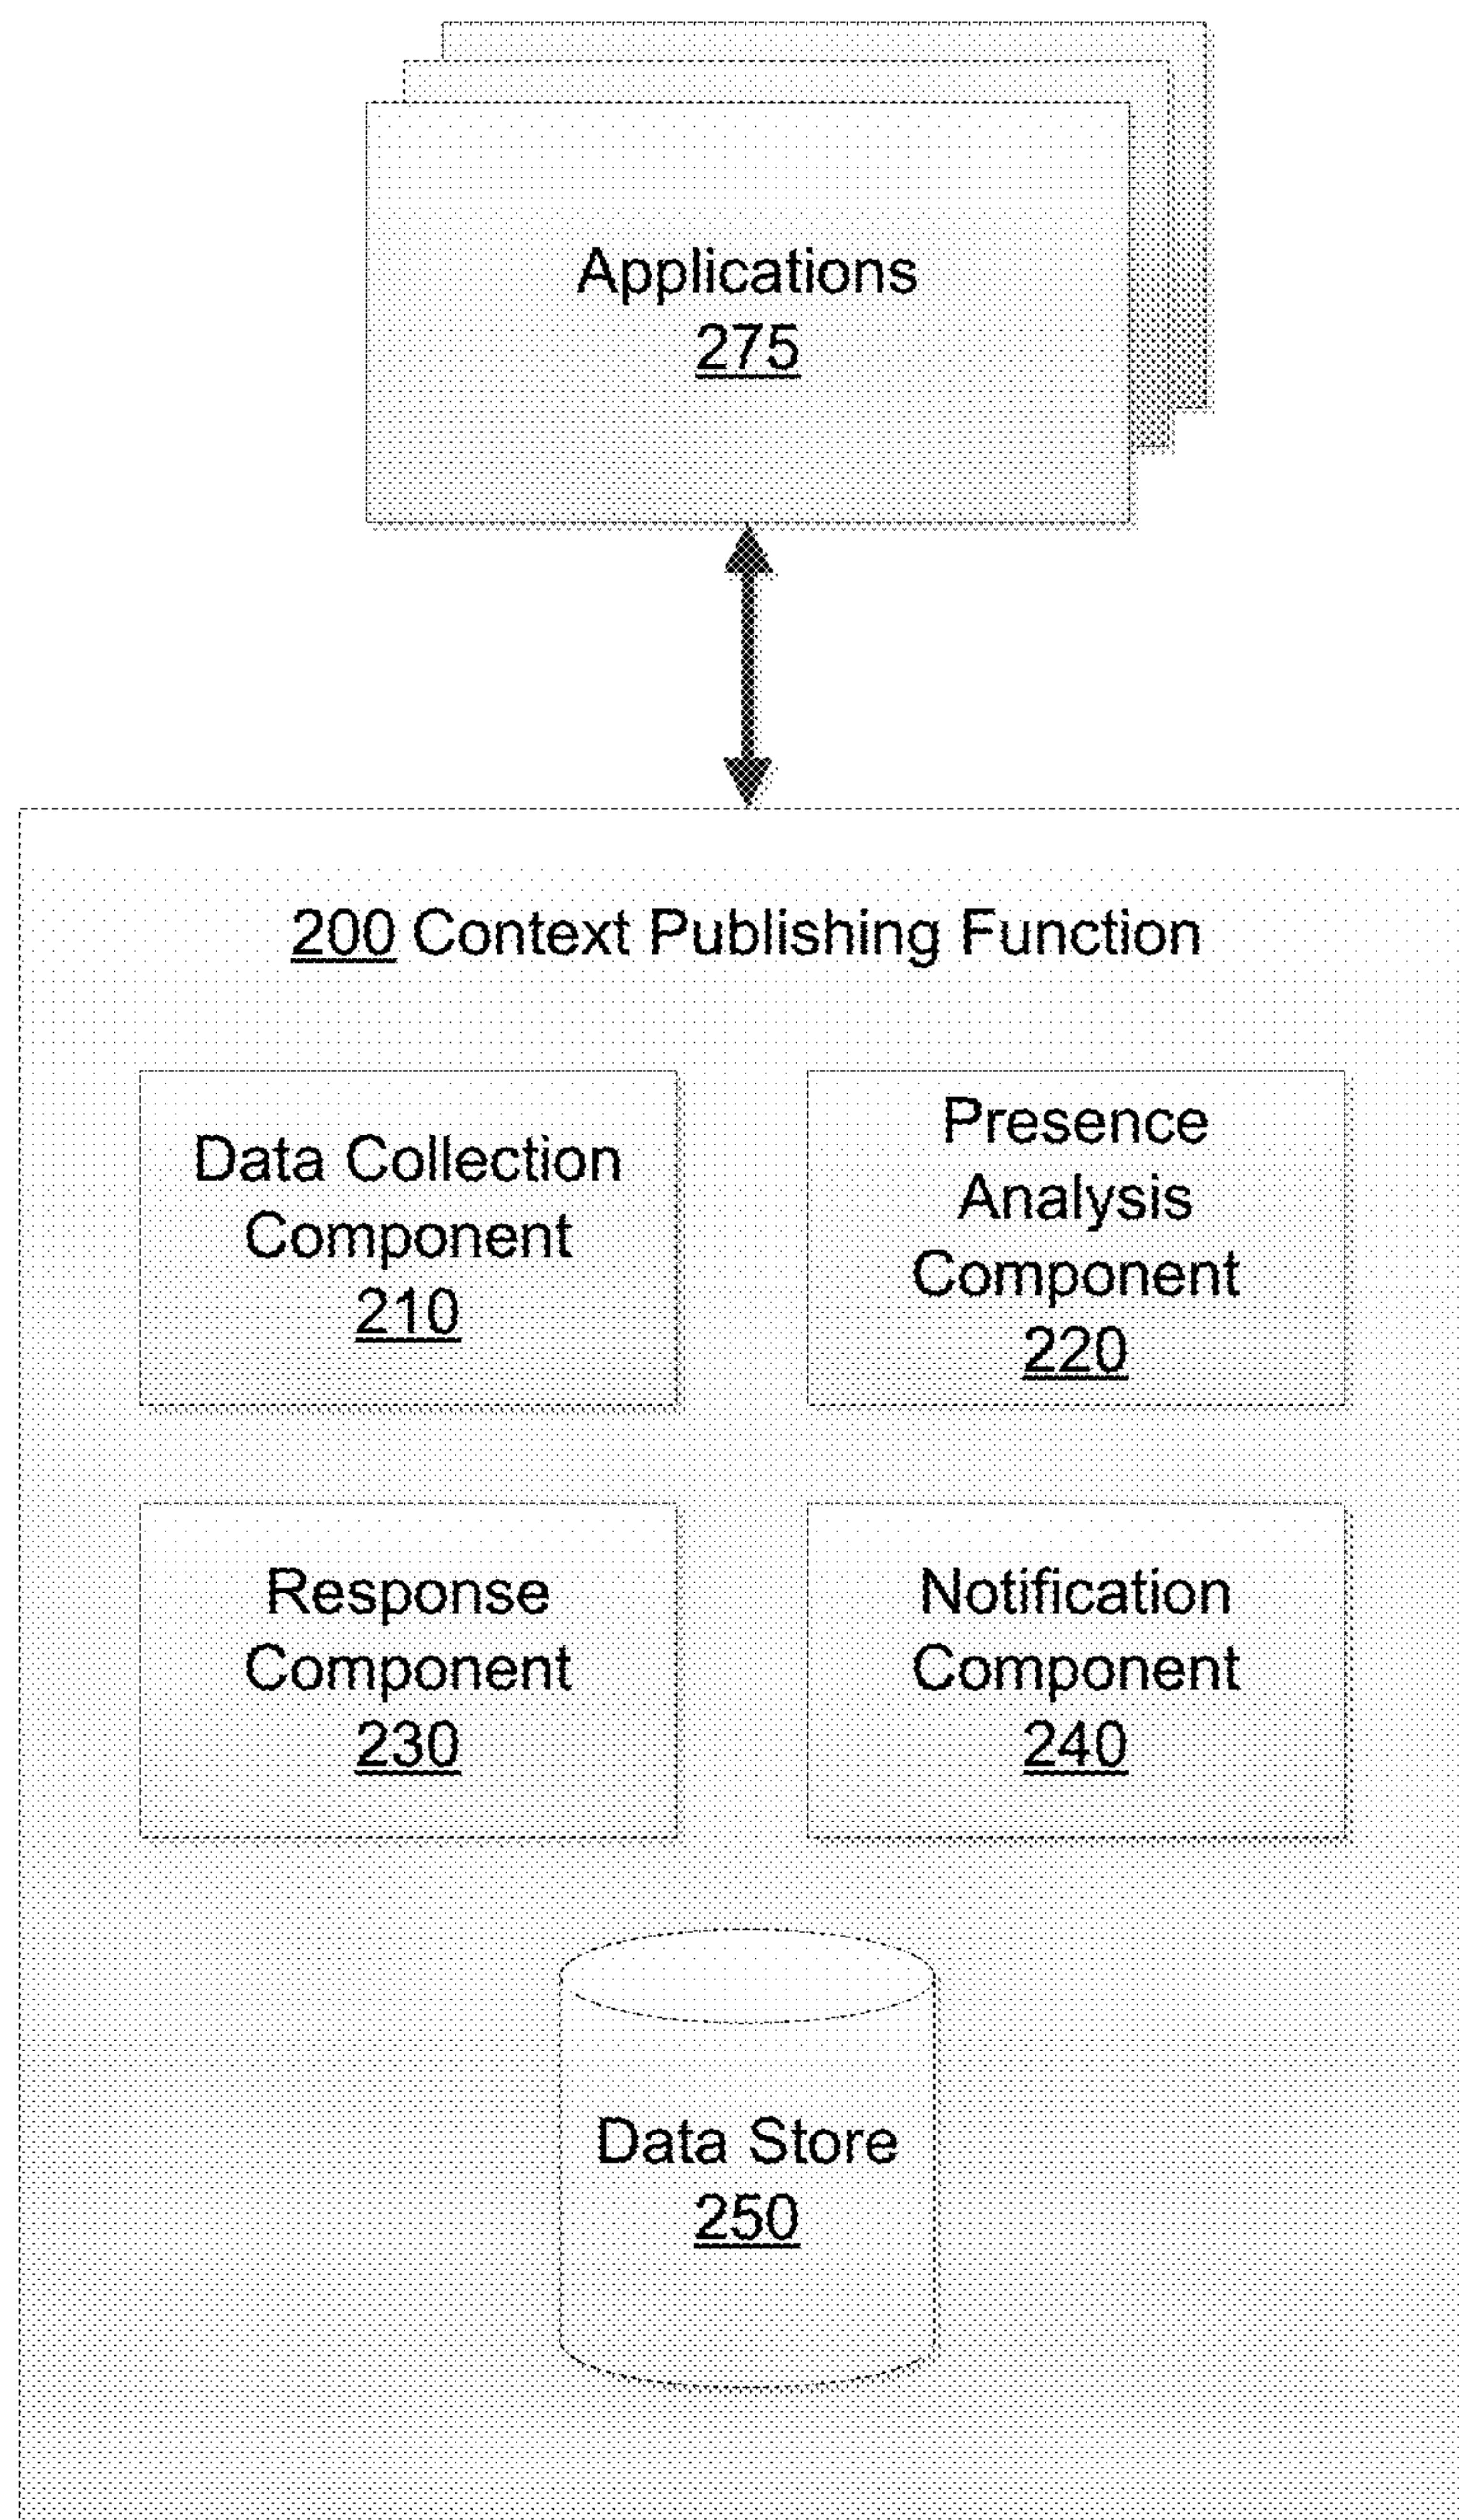 Applications
275
200 Context Publishing Function
Data Collection
Component
210
Presence
Analysis
Component
220
Response
Component
230
Notification
Component
240
Data Store
250